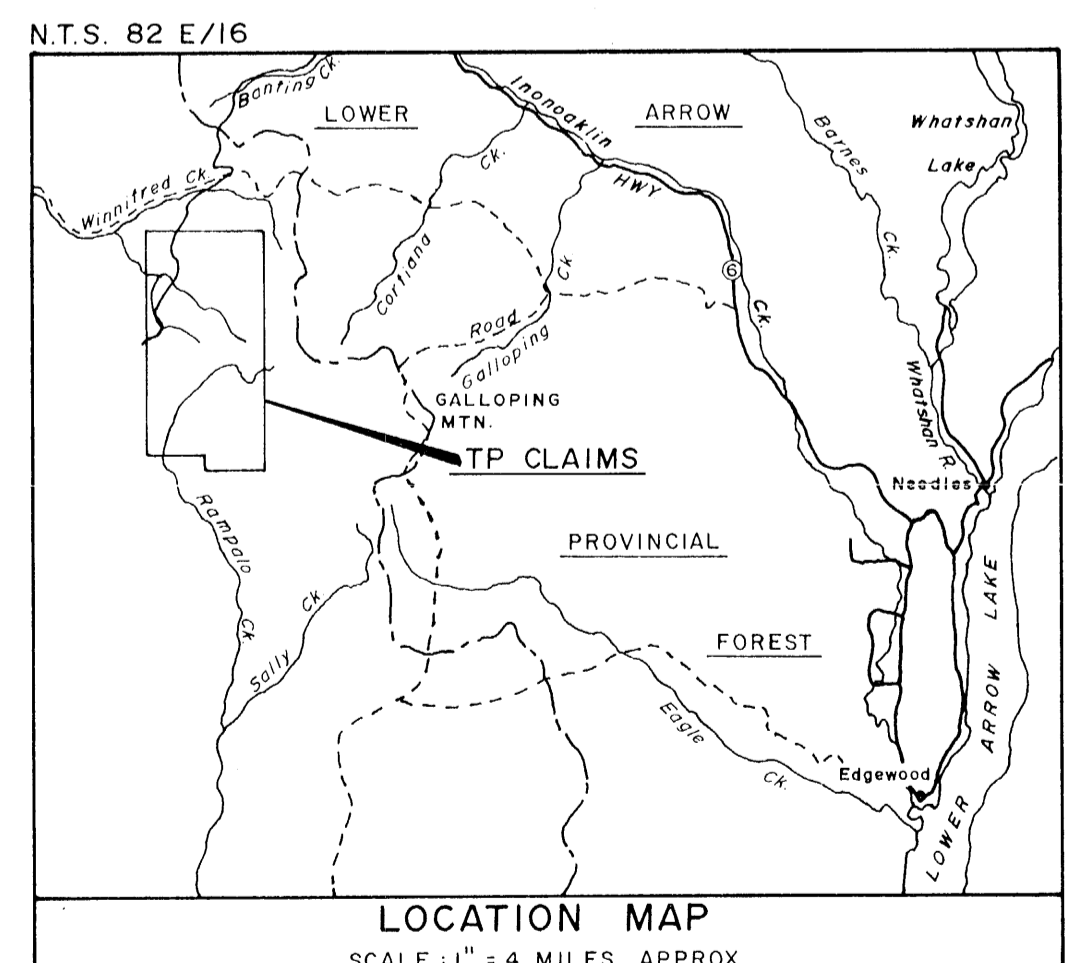 N.T.S. 82 E/16
Banting Ck.
LOWER
Inonoaklin
ARROW
Whatshan
Lake
Barnes
Ck.
Ck.
Winnifred Ck.
HWY
Cortiana
Ck.
6
Ck.
Road
Galloping
GALLOPING
MTN.
Whatshan R.
TP CLAIMS
Needles
Rampalo
Ck.
PROVINCIAL
LAKE
ARROW
LOWER
Sally
Ck.
FOREST
Eagle
Ck.
Edgewood
LOCATION MAP
SCALE : 1" = 4 MILES APPROX